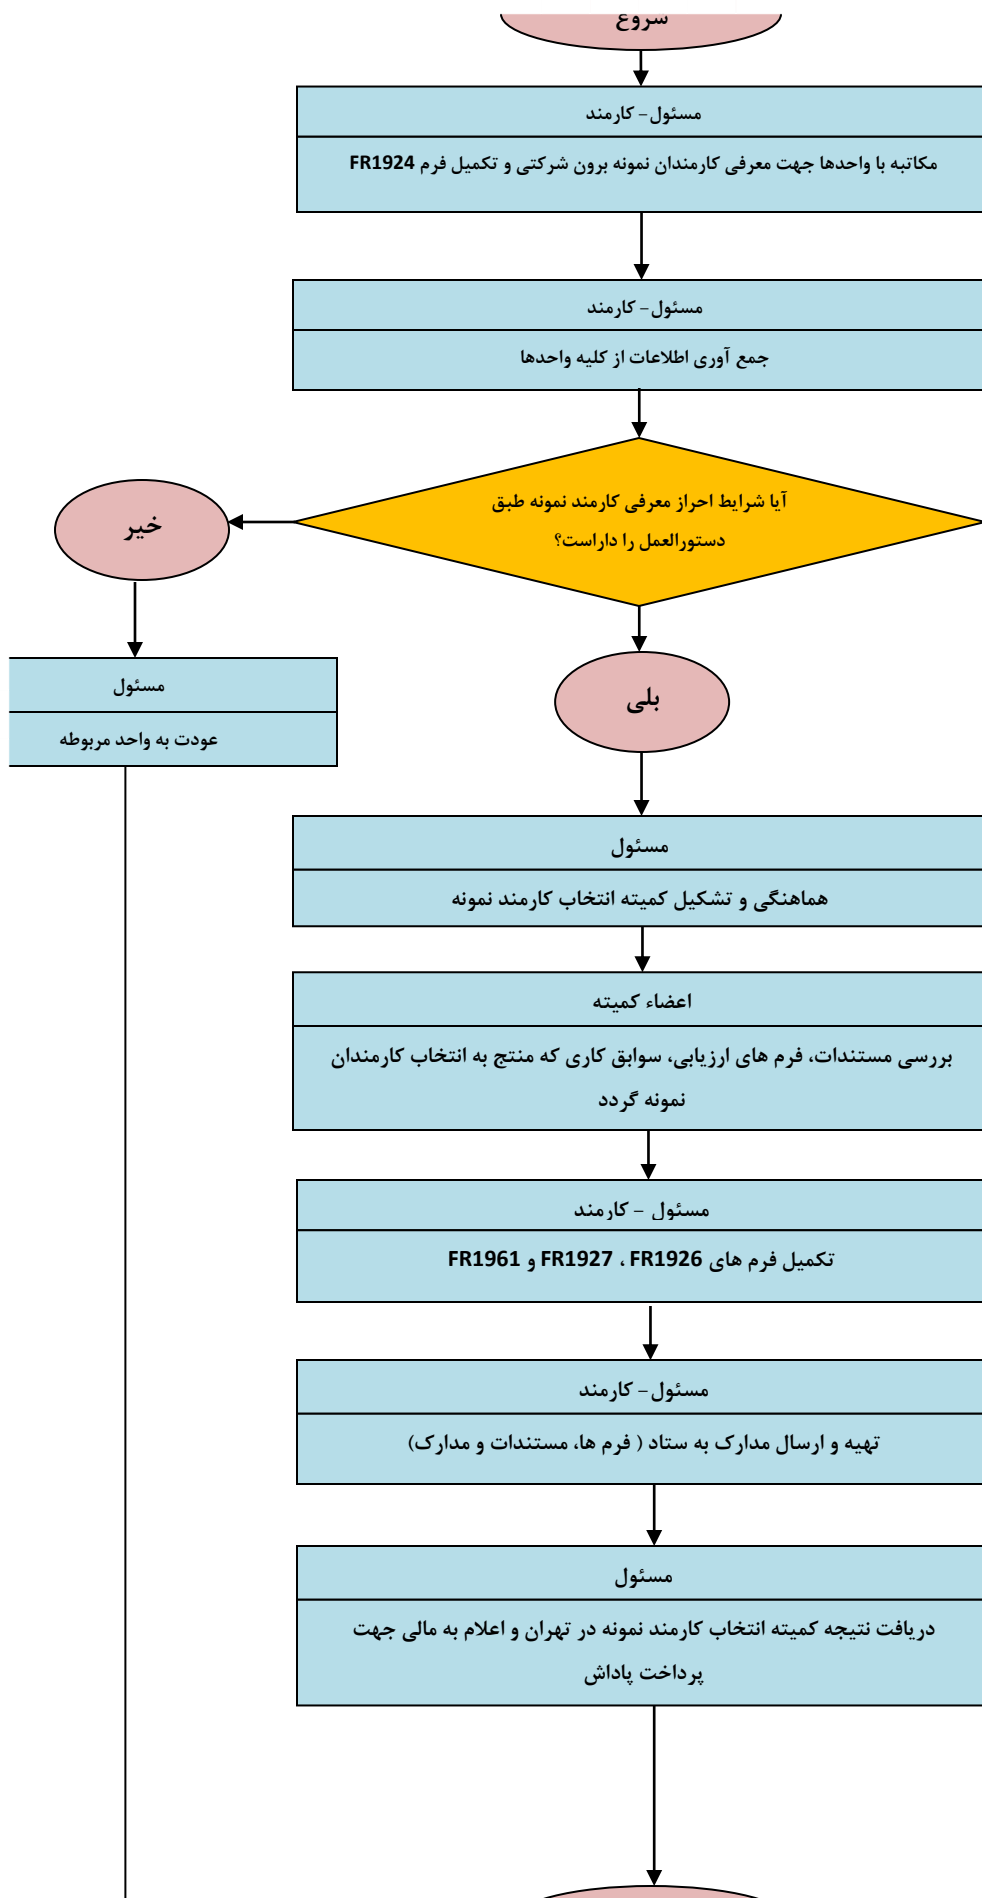 شروع
مسئول- کارمند
مکاتبه با واحدها جهت معرفی کارمندان نمونه برون شرکتی و تکمیل فرم FR1924
مسئول- کارمند
جمع آوری اطلاعات از کلیه واحدها
آیا شرایط احراز معرفی کارمند نمونه طبق
دستورالعمل را داراست؟
خیر
مسئول
عودت به واحد مربوطه
بلی
مسئول
هماهنگی و تشکیل کمیته انتخاب کارمند نمونه
اعضاء کمیته
بررسی مستندات، فرم های ارزیابی، سوابق کاری که منتج به انتخاب کارمندان
نمونه گردد
مسئول - کارمند
تکمیل فرم های FR1926 ، FR1927 و FR1961
مسئول- کارمند
تهیه و ارسال مدارک به ستاد ( فرم ها، مستندات و مدارک)
مسئول
دریافت نتیجه کمیته انتخاب کارمند نمونه در تهران و اعلام به مالی جهت
پرداخت پاداش